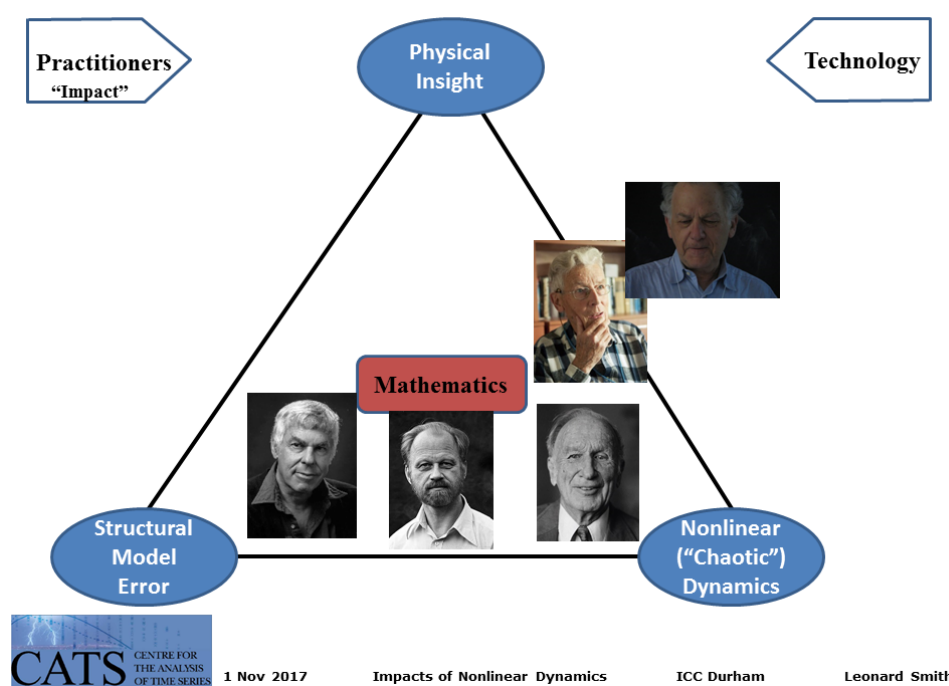 Practitioners
“Impact”
Physical
Insight
Technology
Mathematics
Structural
Model
Error
Nonlinear
(“Chaotic”)
Dynamics
CATS
CENTRE FOR
THE ANALYSIS
OF TIME SERIES
1 Nov 2017
Impacts of Nonlinear Dynamics
ICC Durham
Leonard Smith